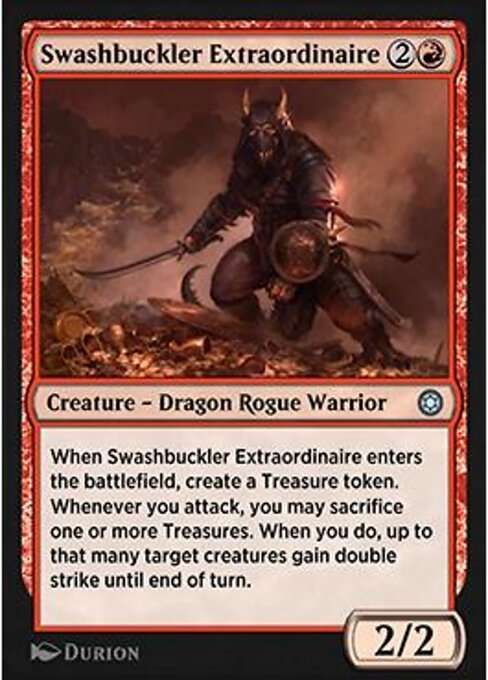 Swashbuckler Extraordinaire 2
Creature – Dragon Rogue Warrior
When Swashbuckler Extraordinaire enters
the battlefield, create a Treasure token.
Whenever you attack, you may sacrifice
one or more Treasures. When you do, up to
that many target creatures gain double
strike until end of turn.
2/2
Durion